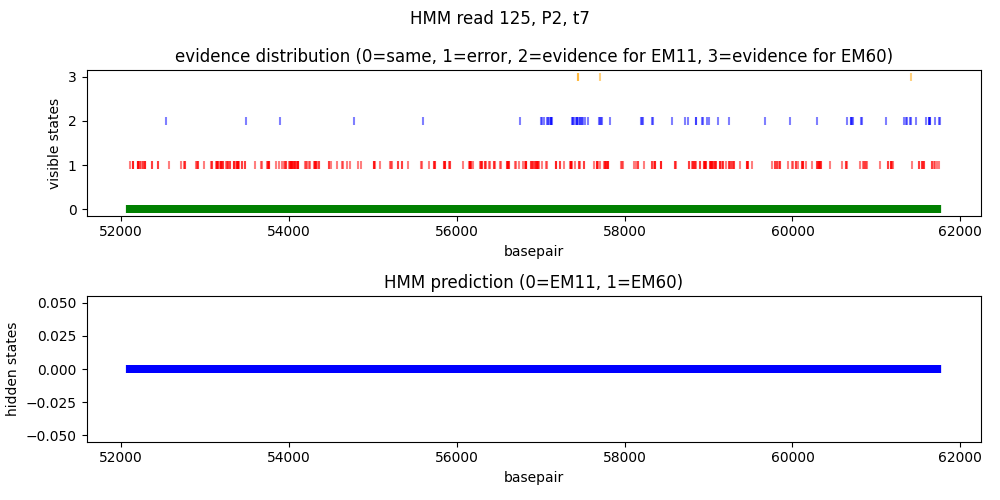 HMM read 125, P2, t7
evidence distribution (0=same, 1=error, 2=evidence for EM11, 3=evidence for EM60)
visible states
3
2
1
0
52000 54000 56000 58000 60000 62000
basepair
HMM prediction (0=EM11, 1=EM60)
hidden states
0.050
0.025
0.000
−0.025
−0.050
52000 54000 56000 58000 60000 62000
basepair